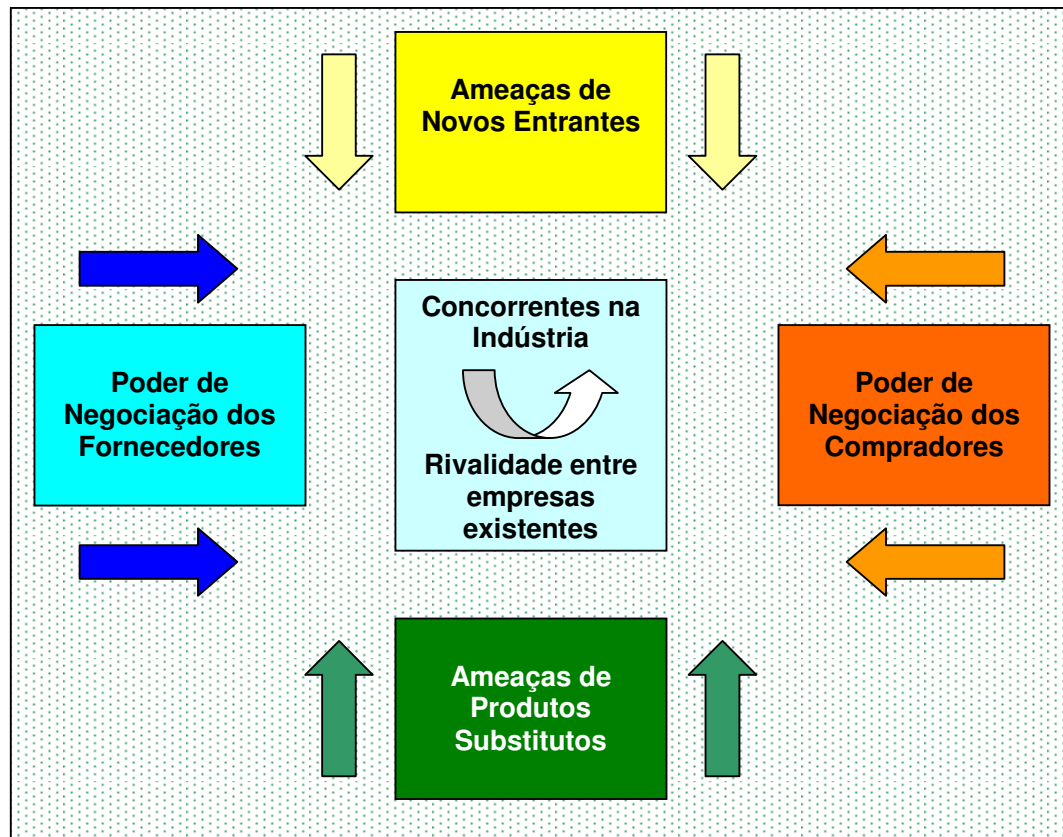 Ameaças de
Novos Entrantes
Concorrentes na
Indústria
Poder de
Negociação dos
Fornecedores
Poder de
Negociação dos
Compradores
Rivalidade entre
empresas
existentes
Ameaças de
Produtos
Substitutos